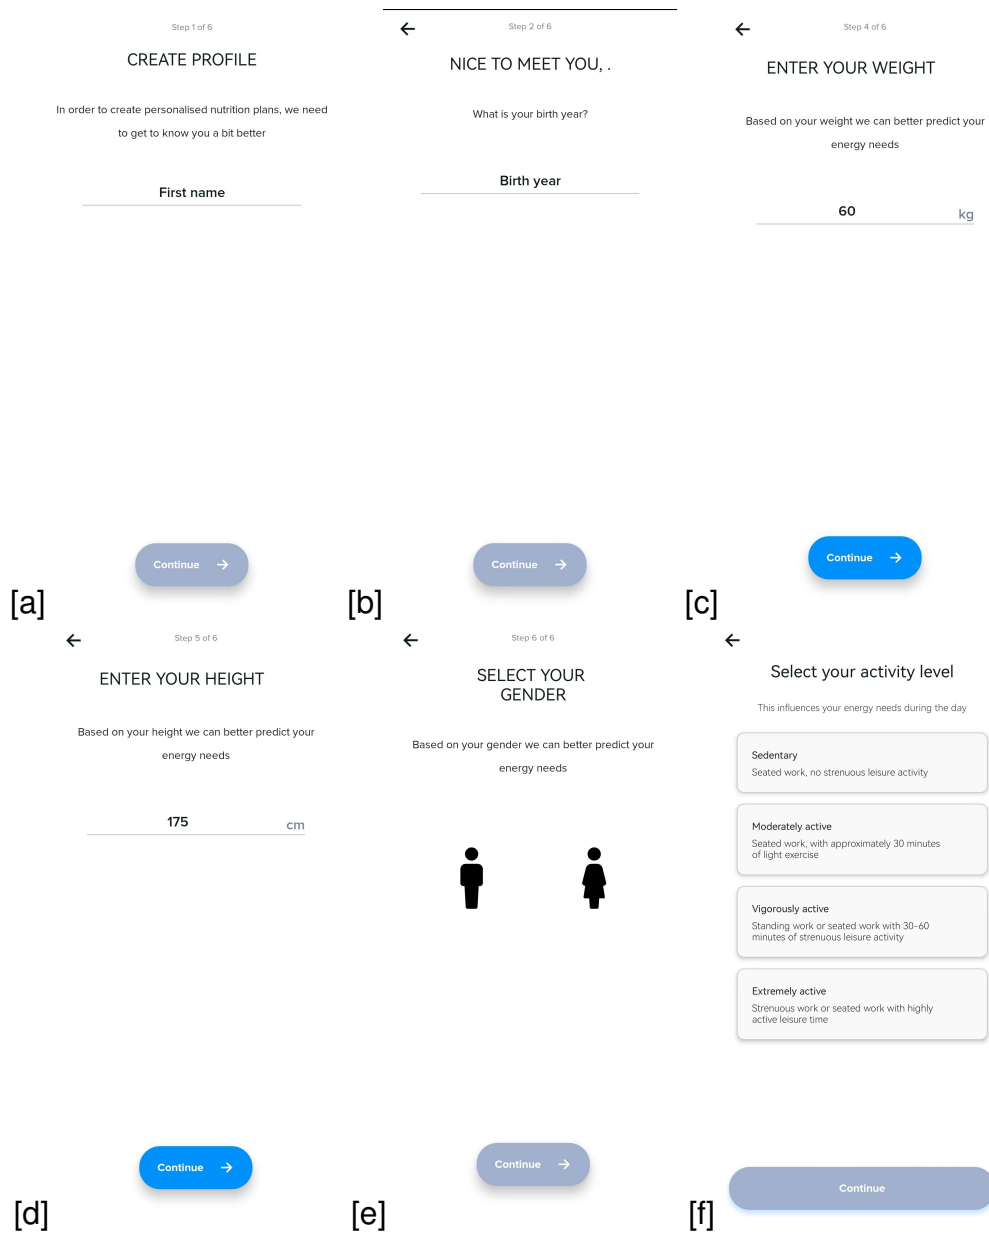 Step 1 of 6
CREATE PROFILE
In order to create personalised nutrition plans, we need
to get to know you a bit better
First name
Continue
[a]
Step 2 of 6
NICE TO MEET YOU, .
What is your birth year?
Birth year
Continue
[b]
Step 4 of 6
ENTER YOUR WEIGHT
Based on your weight we can better predict your
energy needs
60 kg
Continue
[c]
Step 5 of 6
ENTER YOUR HEIGHT
Based on your height we can better predict your
energy needs
175 cm
Continue
[d]
Step 6 of 6
SELECT YOUR
GENDER
Based on your gender we can better predict your
energy needs
Continue
[e]
Select your activity level
This influences your energy needs during the day
Sedentary
Seated work, no strenuous leisure activity
Moderately active
Seated work, with approximately 30 minutes
of light exercise
Vigorously active
Standing work or seated work with 30–60
minutes of strenuous leisure activity
Extremely active
Strenuous work or seated work with highly
active leisure time
Continue
[f]